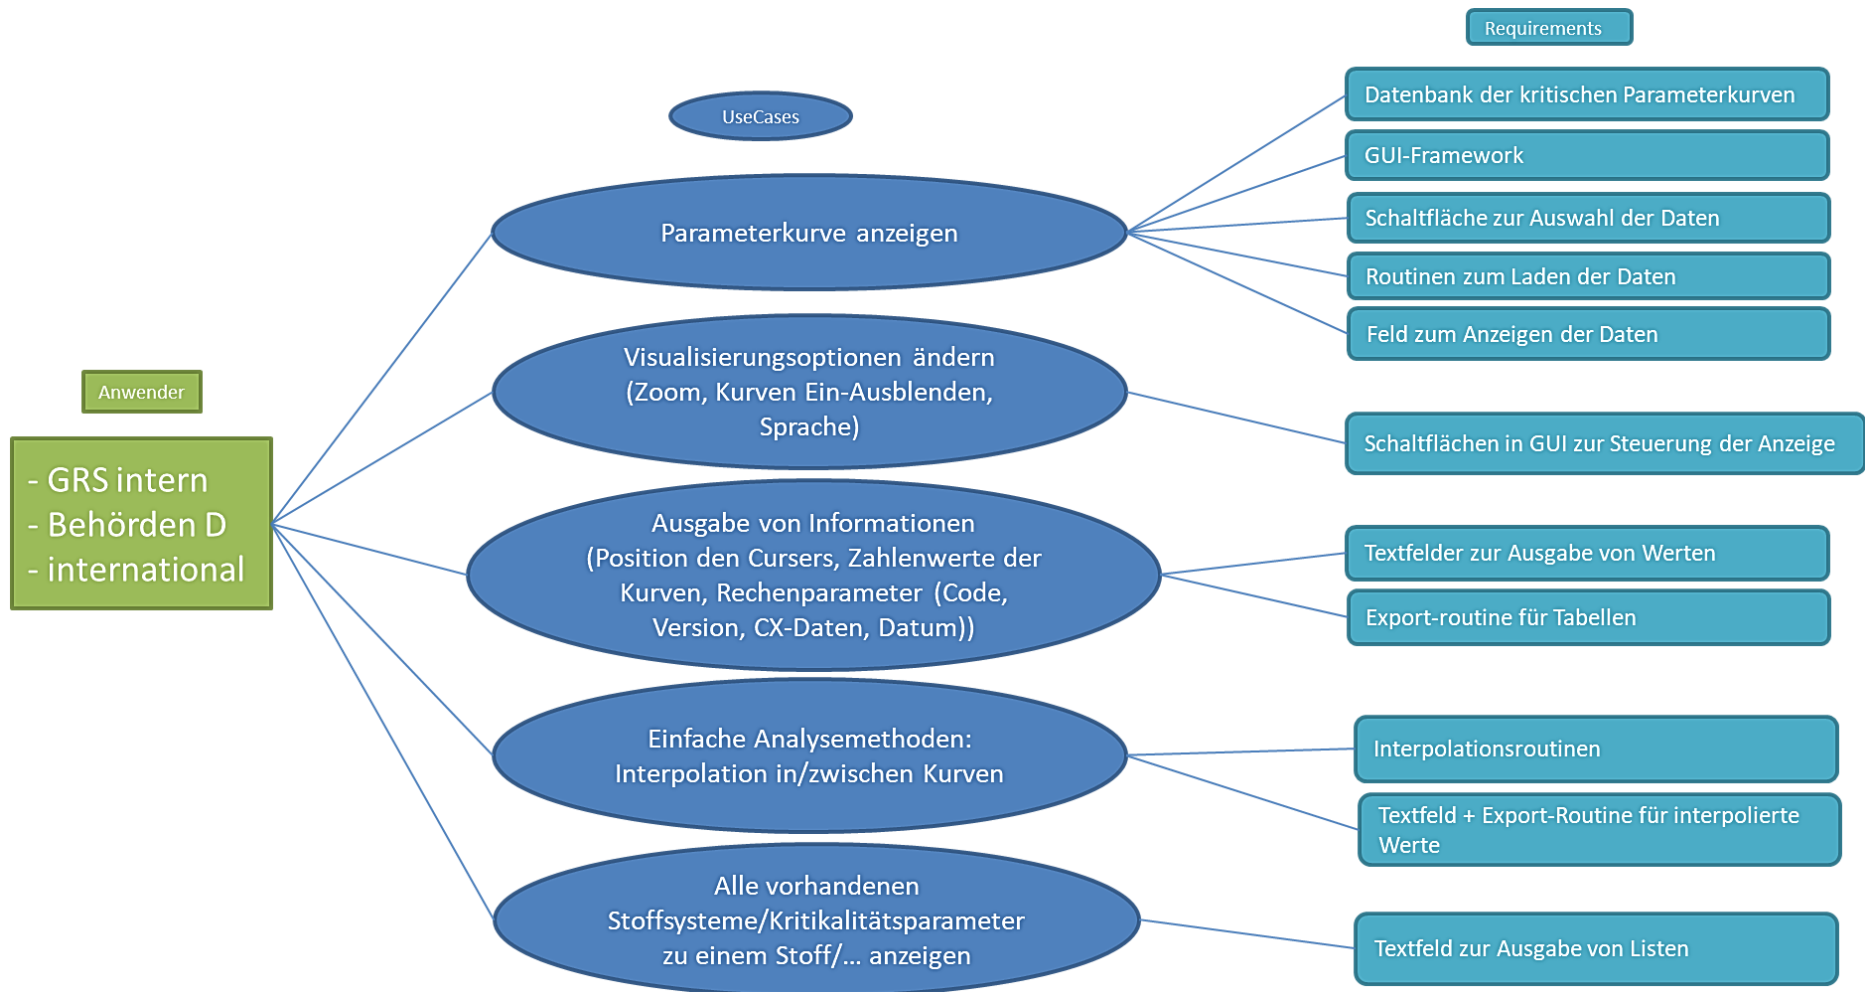 Requirements
UseCases
Anwender
- GRS intern
- Behörden D
- international
Parameterkurve anzeigen
Visualisierungsoptionen ändern
(Zoom, Kurven Ein-Ausblenden,
Sprache)
Ausgabe von Informationen
(Position den Cursers, Zahlenwerte der
Kurven, Rechenparameter (Code,
Version, CX-Daten, Datum))
Einfache Analysemethoden:
Interpolation in/zwischen Kurven
Alle vorhandenen
Stoffsysteme/Kritikalitätsparameter
zu einem Stoff/... anzeigen
Datenbank der kritischen Parameterkurven
GUI-Framework
Schaltfläche zur Auswahl der Daten
Routinen zum Laden der Daten
Feld zum Anzeigen der Daten
Schaltflächen in GUI zur Steuerung der Anzeige
Textfelder zur Ausgabe von Werten
Export-routine für Tabellen
Interpolationsroutinen
Textfeld + Export-Routine für interpolierte
Werte
Textfeld zur Ausgabe von Listen